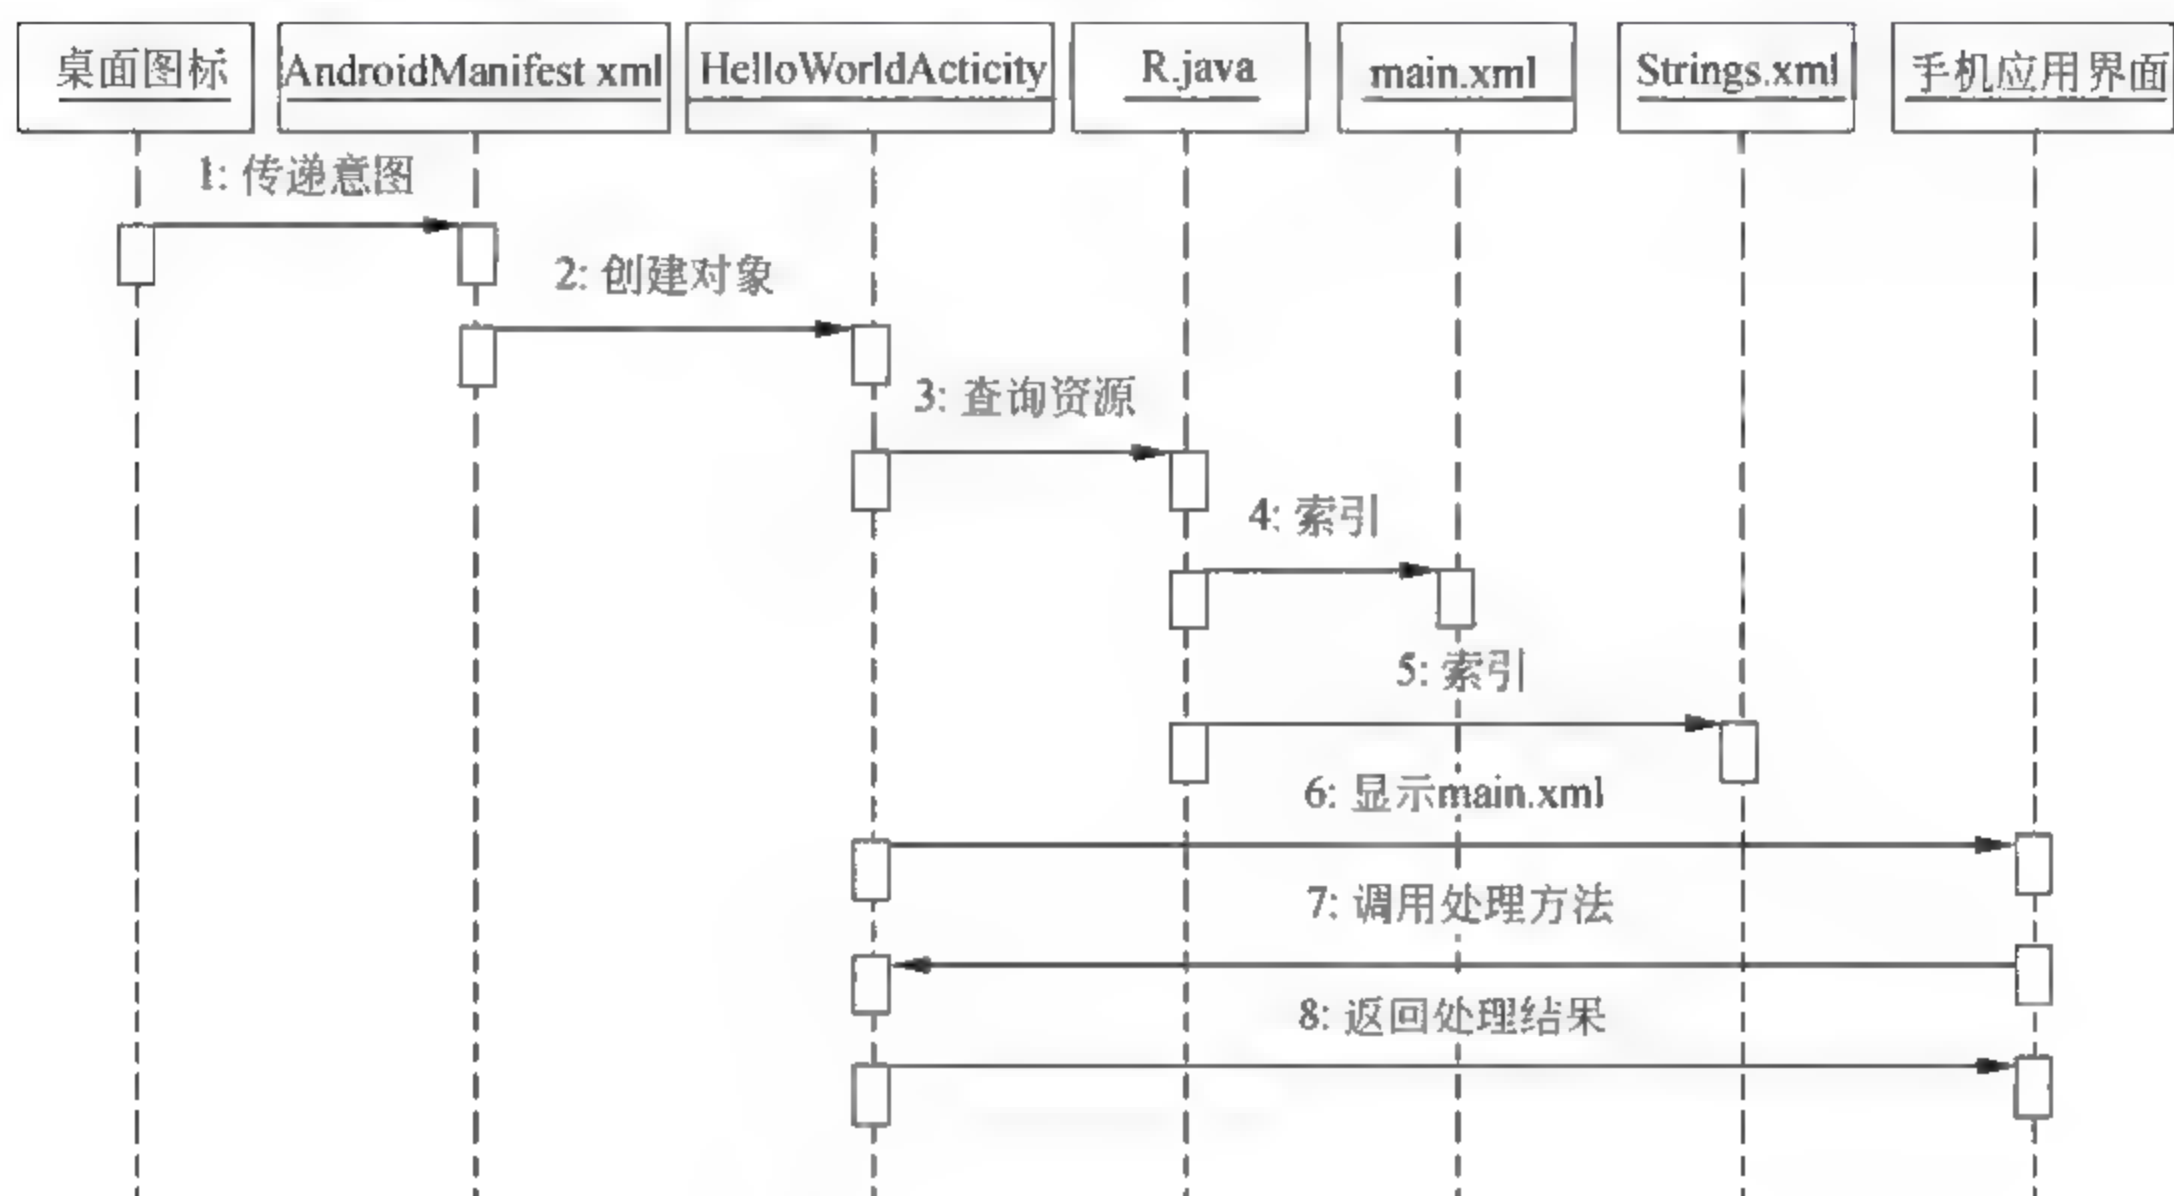 桌面图标
AndroidManifest xml
HelloWorldActicity
R.java
main.xml
Strings.xml
手机应用界面
1: 传递意图
2: 创建对象
3: 查询资源
4: 索引
5: 索引
6: 显示main.xml
7: 调用处理方法
8: 返回处理结果